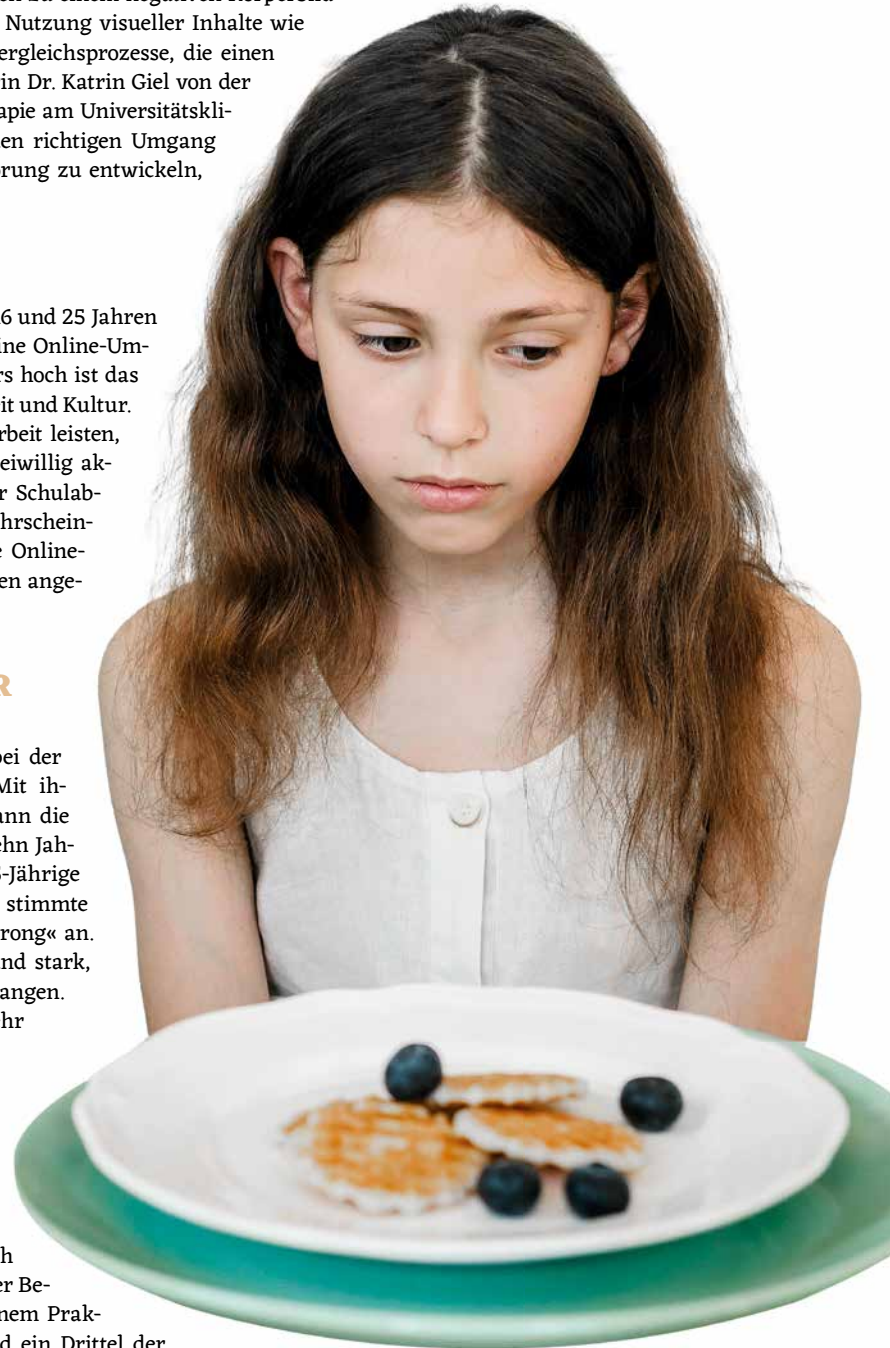 Nutzung visueller Inhalte wie
ergleichsprozesse, die einen
in Dr. Katrin Giel von der
apie am Universitätskli-
en richtigen Umgang
örung zu entwickeln,
6 und 25 Jahren
ine Online-Um-
rs hoch ist das
it und Kultur.
rbeit leisten,
eiwillig ak-
r Schulab-
hrschein-
e Online-
en ange-
R
bei der
Mit ih-
ann die
ehn Jah-
-Jährige
stimmte
rong« an.
nd stark,
angen.
ehr
h
er Be-
nem Prak-
d ein Drittel der